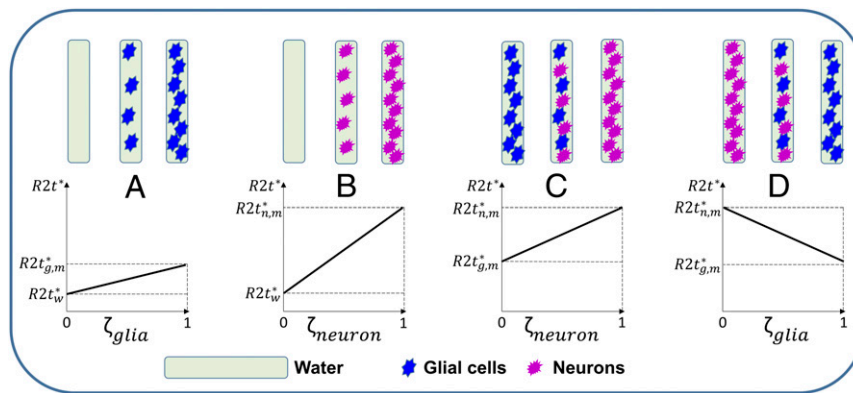 A B C D
R2t* R2t* R2t* R2t*
R2t*n,m R2t*n,m R2t*n,m
R2t*g,m R2t*g,m R2t*g,m
R2t*w R2t*w
0 1 0 1 0 1 0 1
ζglia ζneuron ζneuron ζglia
Water Glial cells Neurons